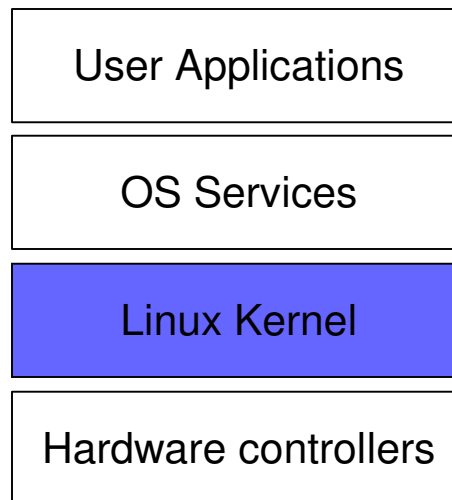 User Applications
OS Services
Linux Kernel
Hardware controllers